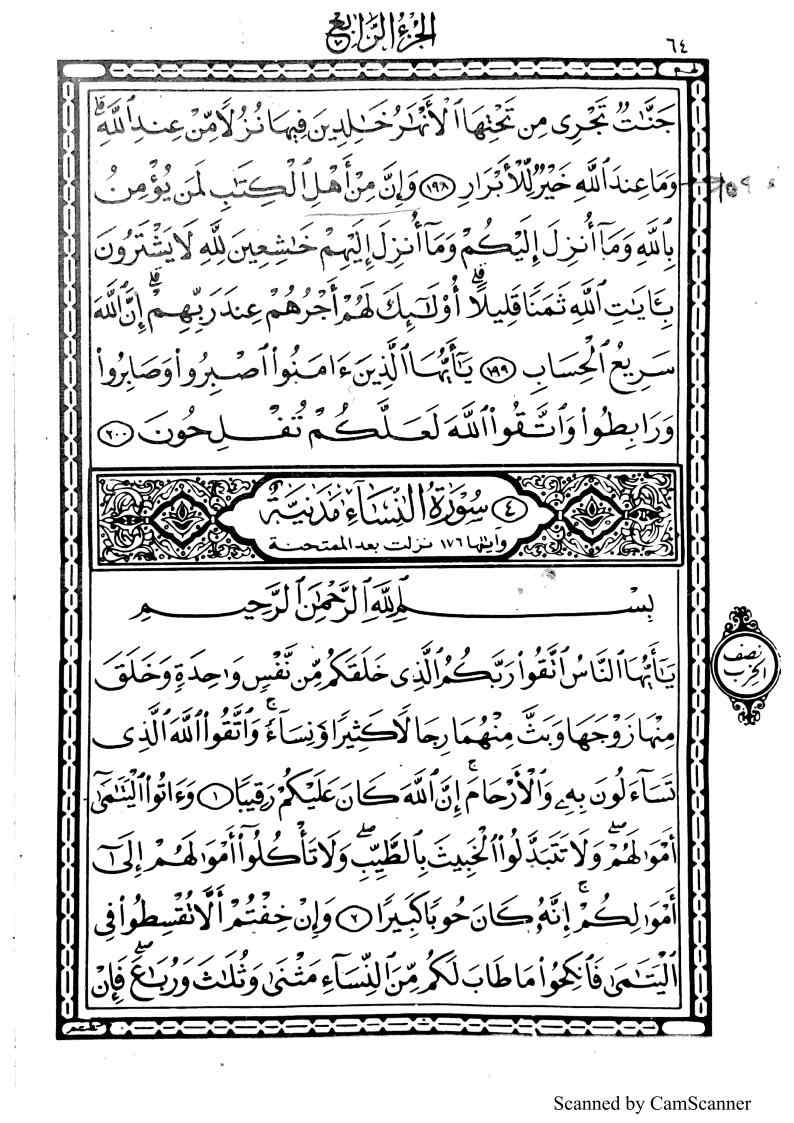 الجزء الرابع
٦٤
جَنَّٰتٌ تَجْرِى مِن تَحْتِهَا ٱلْأَنْهَٰرُ خَٰلِدِينَ فِيهَا نُزُلًا مِّنْ عِندِ ٱللَّهِۗ
وَمَا عِندَ ٱللَّهِ خَيْرٌ لِّلْأَبْرَارِ ١٩٨ وَإِنَّ مِنْ أَهْلِ ٱلْكِتَٰبِ لَمَن يُؤْمِنُ
بِٱللَّهِ وَمَآ أُنزِلَ إِلَيْكُمْ وَمَآ أُنزِلَ إِلَيْهِمْ خَٰشِعِينَ لِلَّهِ لَا يَشْتَرُونَ
بِـَٔايَٰتِ ٱللَّهِ ثَمَنًا قَلِيلًاۗ أُو۟لَٰٓئِكَ لَهُمْ أَجْرُهُمْ عِندَ رَبِّهِمْۗ إِنَّ ٱللَّهَ
سَرِيعُ ٱلْحِسَابِ ١٩٩ يَٰٓأَيُّهَا ٱلَّذِينَ ءَامَنُوا۟ ٱصْبِرُوا۟ وَصَابِرُوا۟
وَرَابِطُوا۟ وَٱتَّقُوا۟ ٱللَّهَ لَعَلَّكُمْ تُفْلِحُونَ ٢٠٠
٤ سُورَةُ ٱلنِّسَآءِ مَدَنِيَّةٌ
وآياتها ١٧٦ نزلت بعد الممتحنة
بِسْمِ ٱللَّهِ ٱلرَّحْمَٰنِ ٱلرَّحِيمِ
يَٰٓأَيُّهَا ٱلنَّاسُ ٱتَّقُوا۟ رَبَّكُمُ ٱلَّذِى خَلَقَكُم مِّن نَّفْسٍ وَٰحِدَةٍ وَخَلَقَ
نصف
الحزب
مِنْهَا زَوْجَهَا وَبَثَّ مِنْهُمَا رِجَالًا كَثِيرًا وَنِسَآءًۚ وَٱتَّقُوا۟ ٱللَّهَ ٱلَّذِى
تَسَآءَلُونَ بِهِۦ وَٱلْأَرْحَامَۚ إِنَّ ٱللَّهَ كَانَ عَلَيْكُمْ رَقِيبًا ١ وَءَاتُوا۟ ٱلْيَتَٰمَىٰٓ
أَمْوَٰلَهُمْۖ وَلَا تَتَبَدَّلُوا۟ ٱلْخَبِيثَ بِٱلطَّيِّبِۖ وَلَا تَأْكُلُوٓا۟ أَمْوَٰلَهُمْ إِلَىٰٓ
أَمْوَٰلِكُمْۚ إِنَّهُۥ كَانَ حُوبًا كَبِيرًا ٢ وَإِنْ خِفْتُمْ أَلَّا تُقْسِطُوا۟ فِى
ٱلْيَتَٰمَىٰ فَٱنكِحُوا۟ مَا طَابَ لَكُم مِّنَ ٱلنِّسَآءِ مَثْنَىٰ وَثُلَٰثَ وَرُبَٰعَۖ فَإِنْ
Scanned by CamScanner